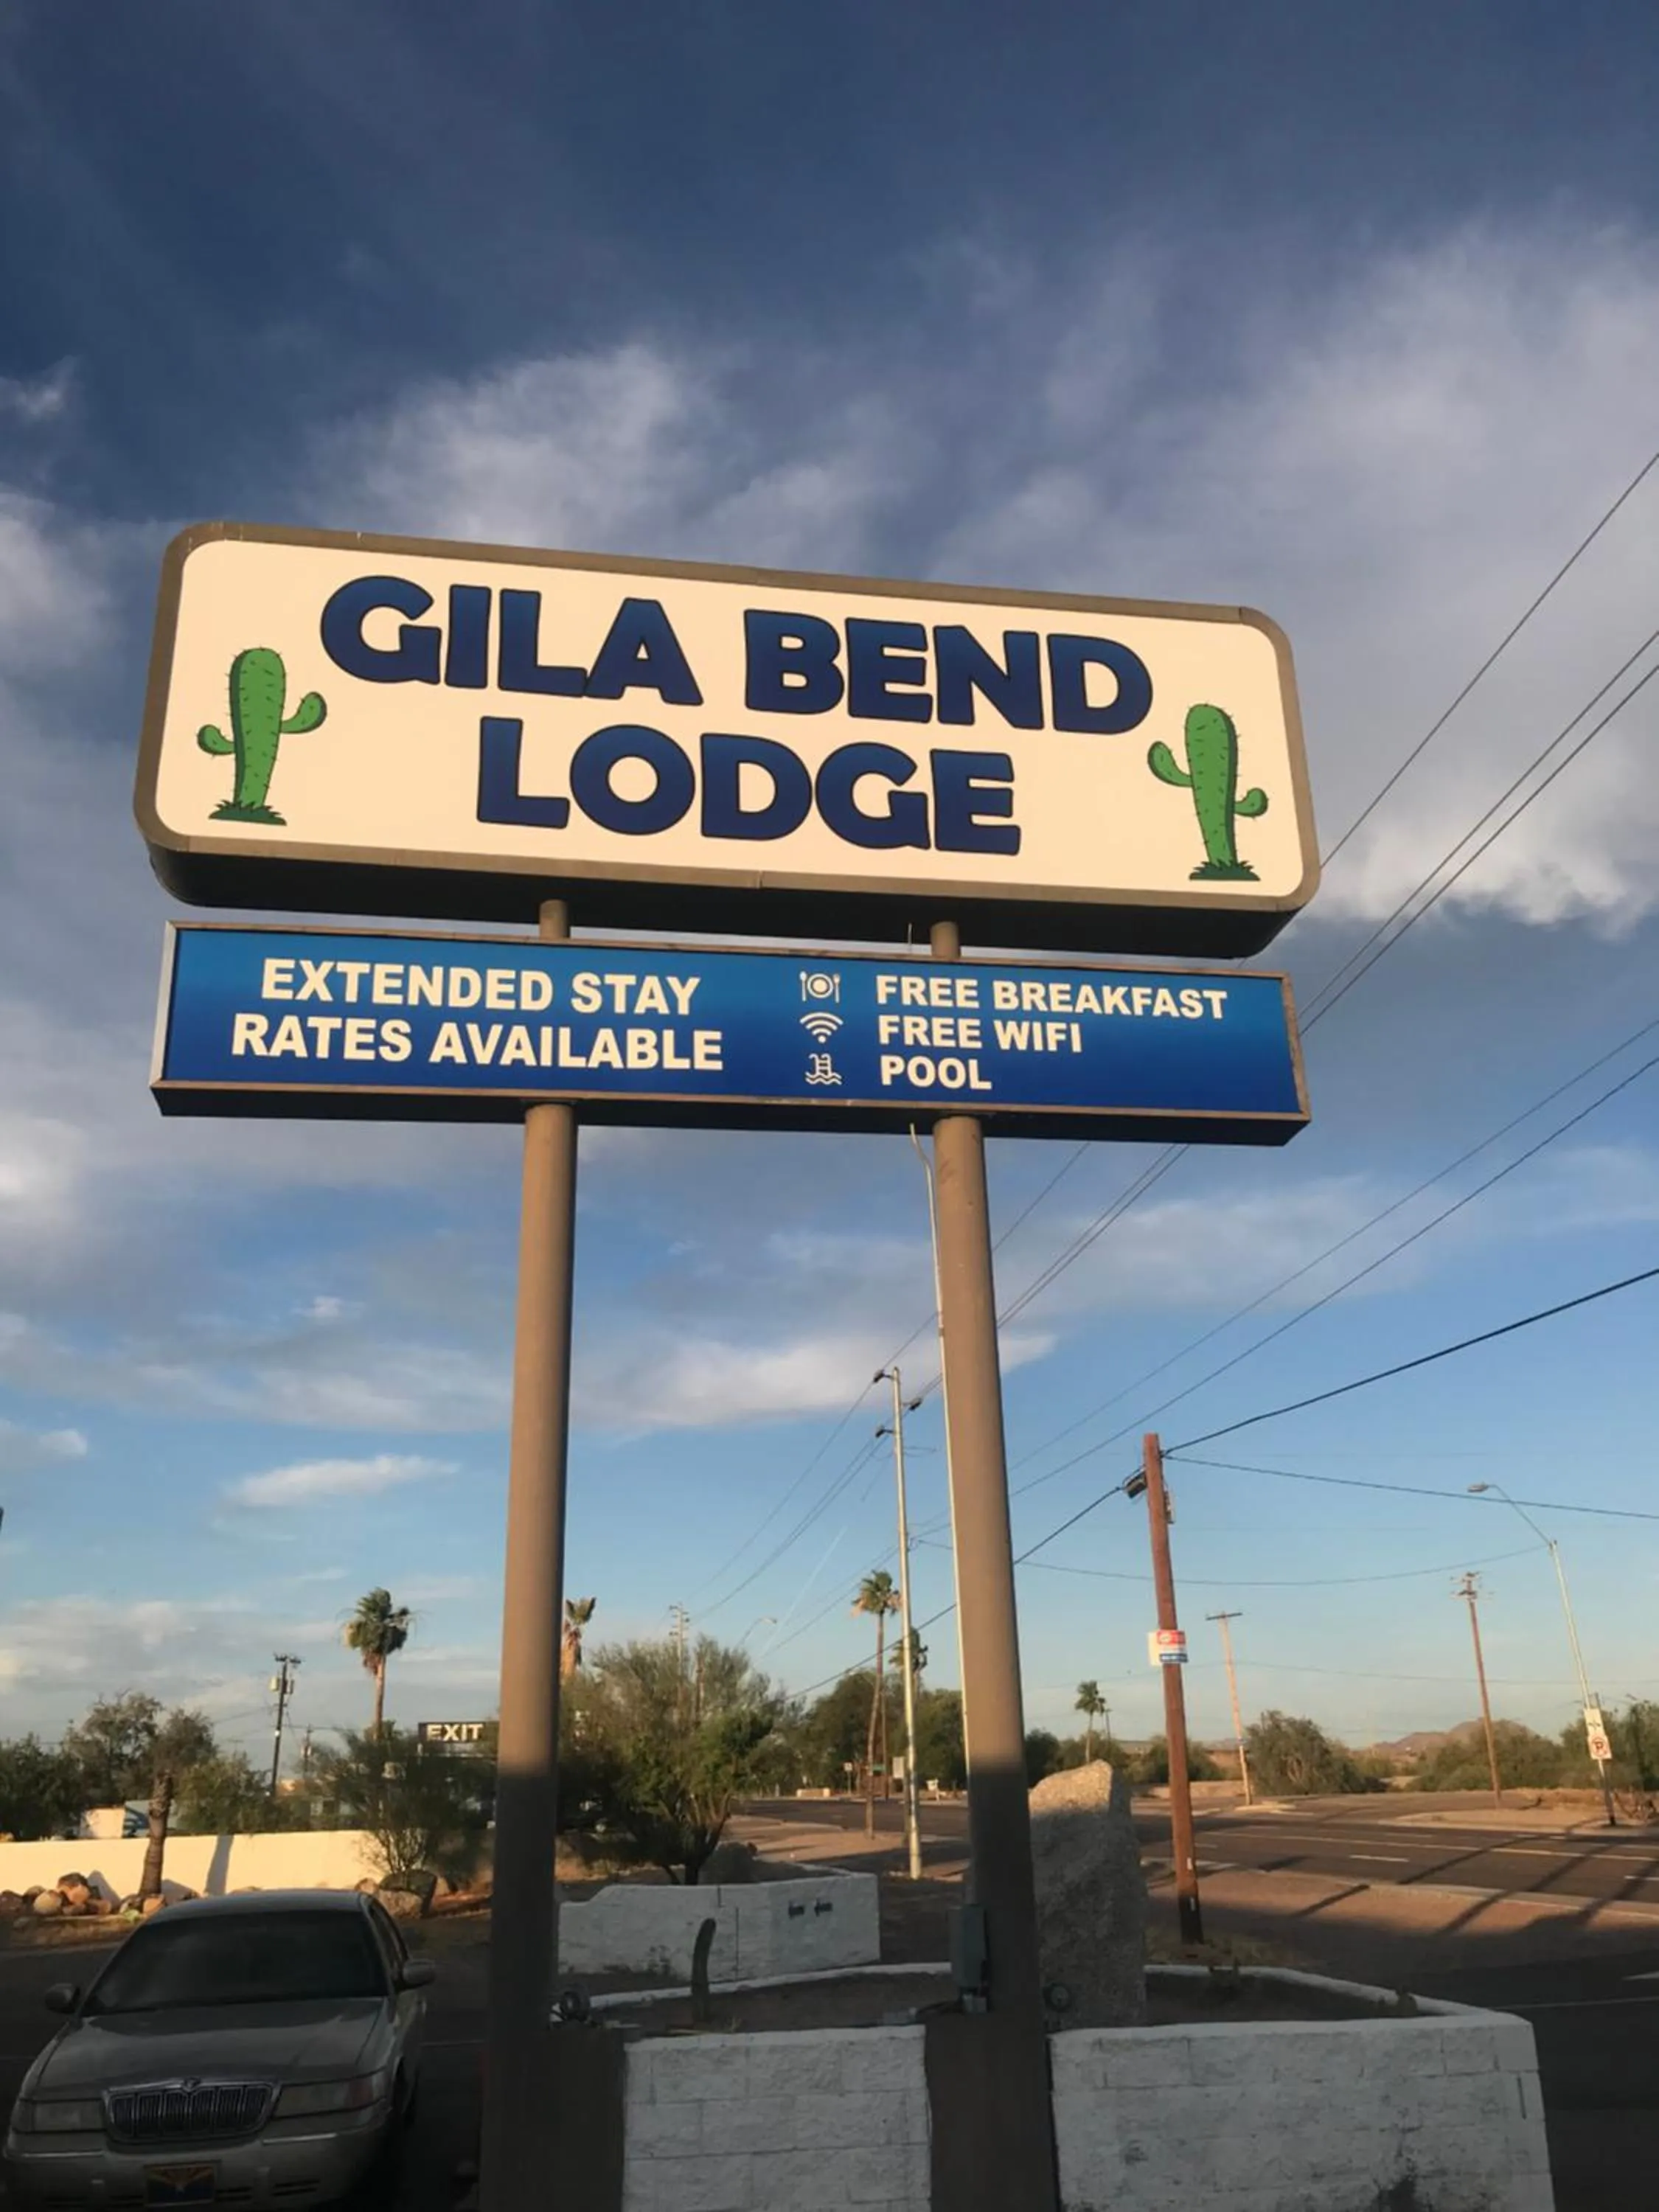 GILA BEND
LODGE
EXTENDED STAY
RATES AVAILABLE
FREE BREAKFAST
FREE WIFI
POOL
EXIT